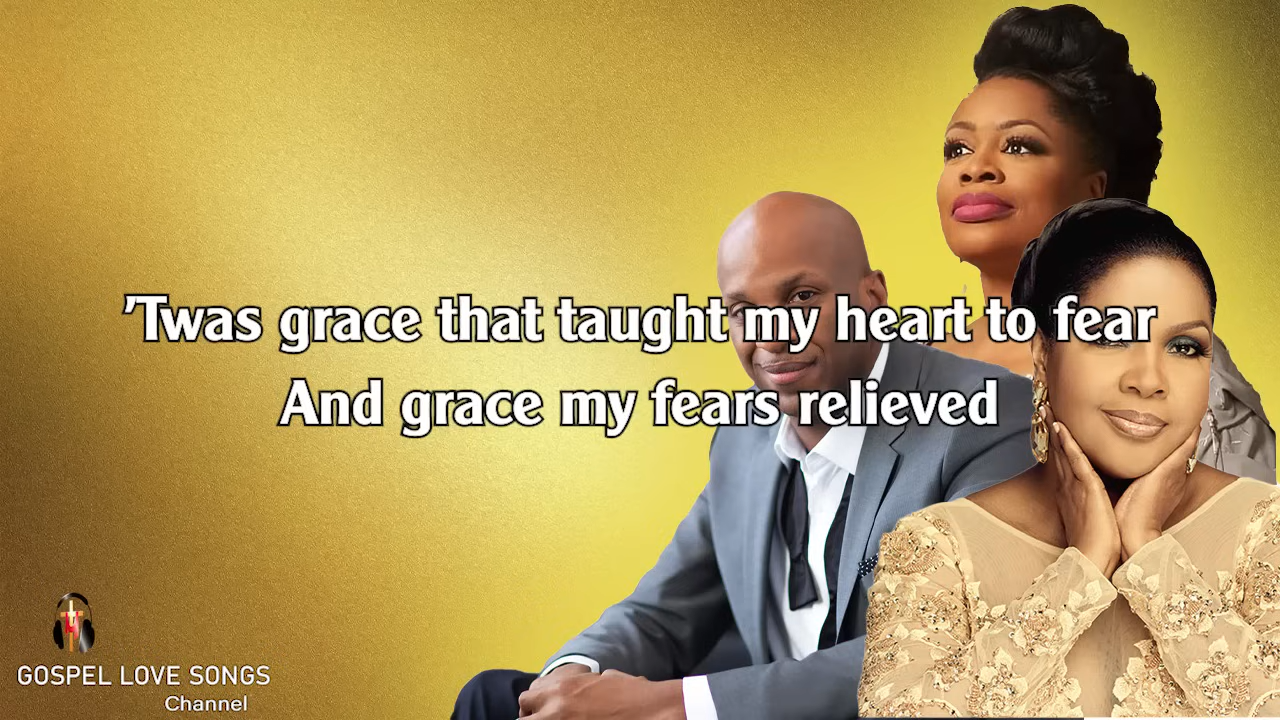 ’Twas grace that taught my heart to fear
And grace my fears relieved
GOSPEL LOVE SONGS
Channel